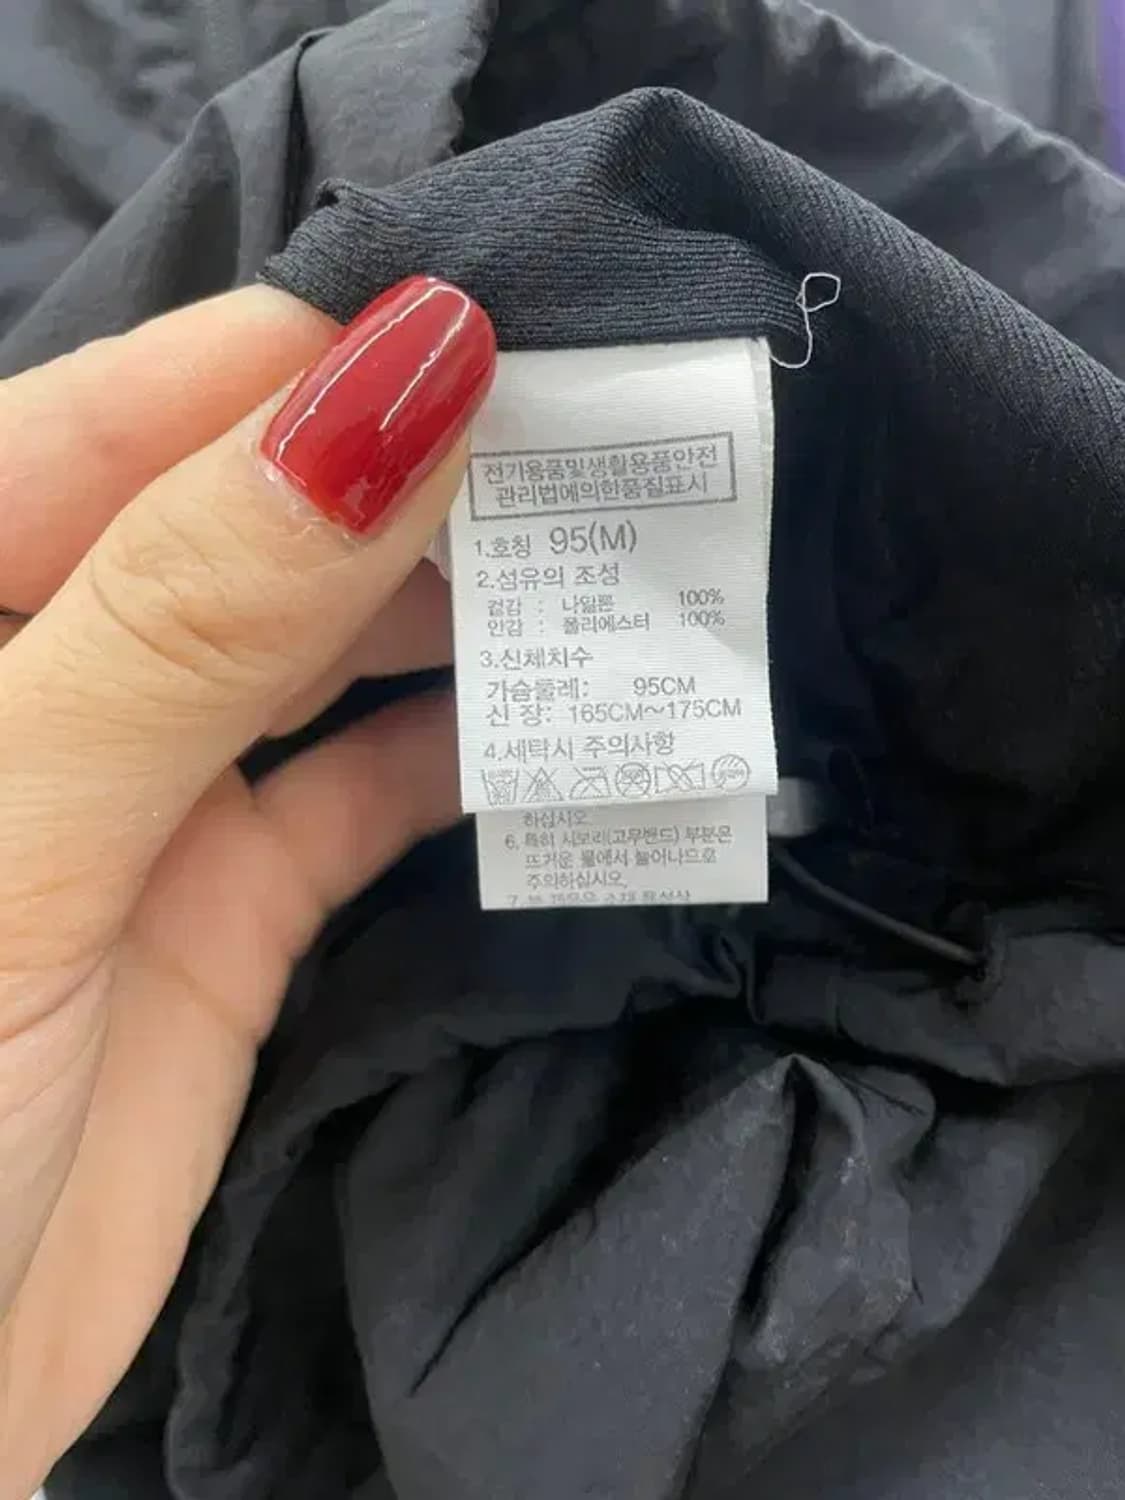 전기용품및생활용품안전
관리법에의한품질표시
1.호칭 95(M)
2.섬유의 조성
겉감 : 나일론 100%
안감 : 폴리에스터 100%
3.신체치수
가슴둘레: 95CM
신 장: 165CM~175CM
4.세탁시 주의사항
하십시오.
6. 특히 시보리(고무밴드) 부분은
뜨거운 물에서 늘어나므로
주의하십시오.
7.